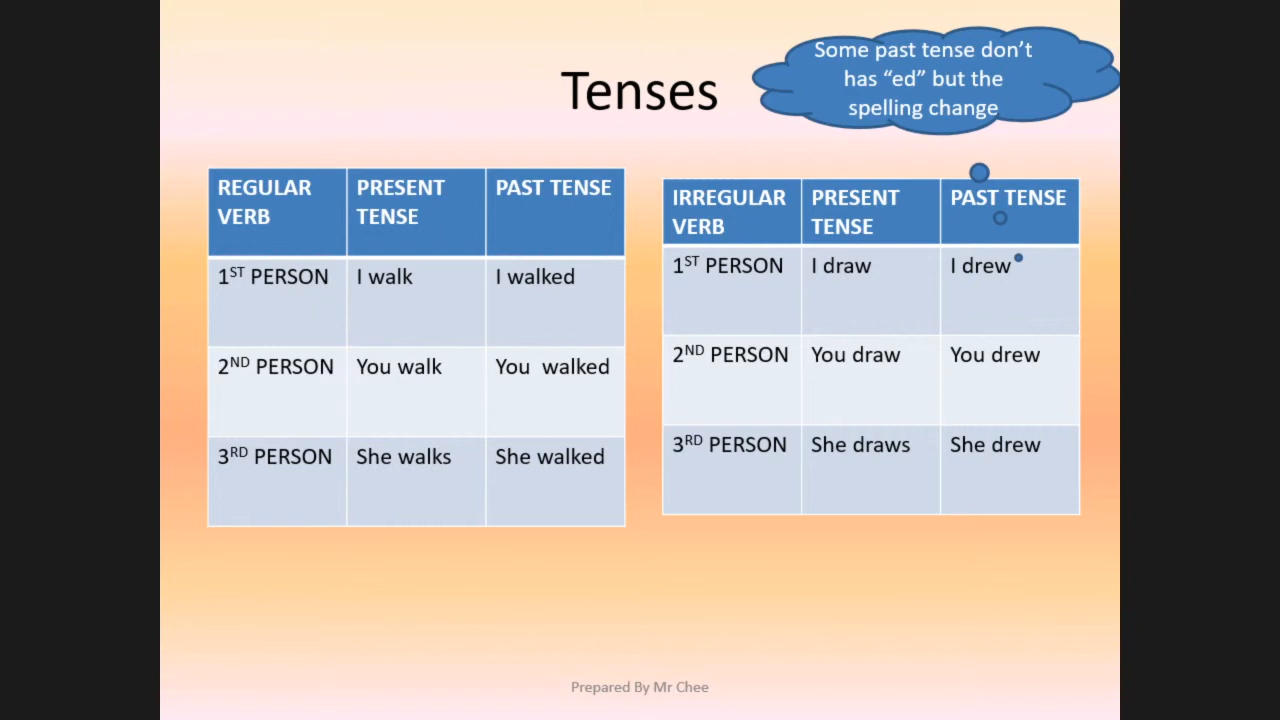 Some past tense don’t
has “ed” but the
spelling change
Tenses
REGULAR VERB PRESENT TENSE PAST TENSE
1ST PERSON I walk I walked
2ND PERSON You walk You walked
3RD PERSON She walks She walked
IRREGULAR VERB PRESENT TENSE PAST TENSE
1ST PERSON I draw I drew
2ND PERSON You draw You drew
3RD PERSON She draws She drew
Prepared By Mr Chee